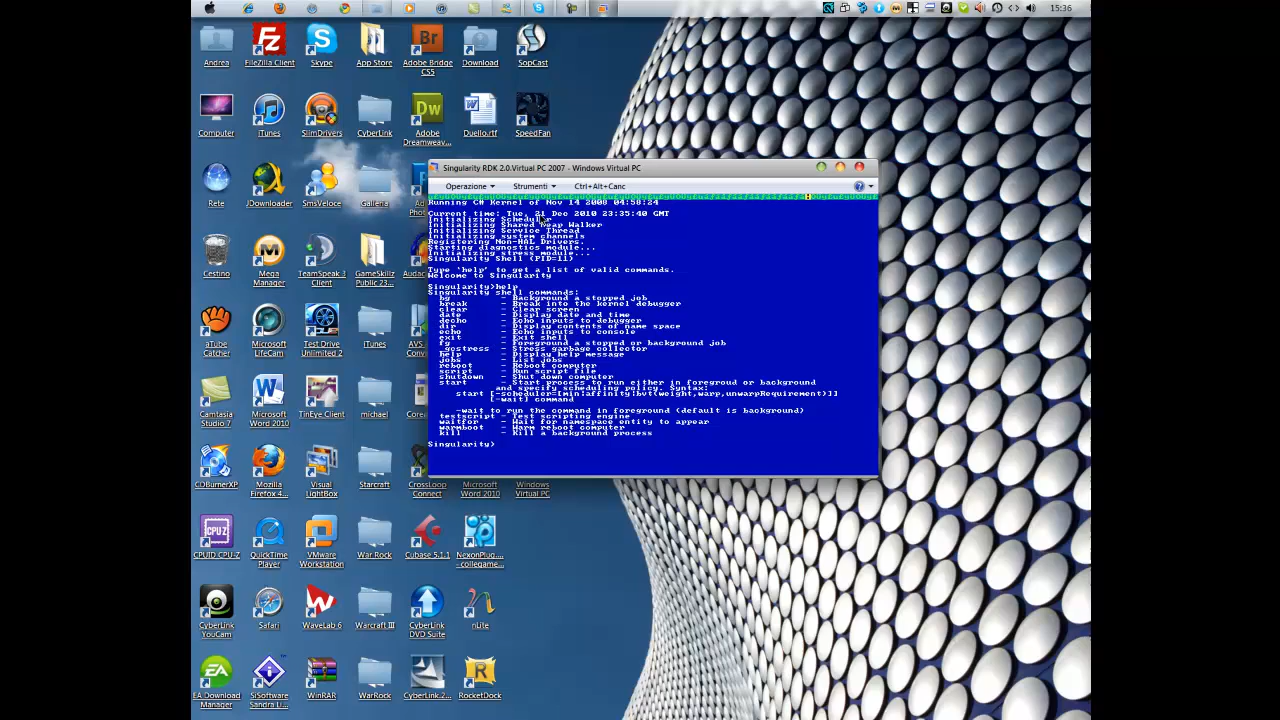 15:36
Andrea
FileZilla Client
Skype
App Store
Adobe Bridge
CS5
Download
SopCast
Computer
iTunes
SlimDrivers
CyberLink
Adobe
Dreamweav...
Duello.rtf
SpeedFan
Rete
JDownloader
SmsVeloce
Galleria
Singularity RDK 2.0.Virtual PC 2007 - Windows Virtual PC
Operazione
Strumenti
Ctrl+Alt+Canc
Running C# Kernel of Nov 14 2008 04:58:24
Current time: Tue, 21 Dec 2010 23:35:40 GMT
Initializing Scheduler
Initializing Shared Heap Walker
Initializing Service Thread
Initializing system channels
Registering Non-HAL Drivers.
Starting diagnostics module...
Initializing stress module...
Singularity Shell (PID=11)
Type 'help' to get a list of valid commands.
Welcome to Singularity
Singularity>help
Singularity shell commands:
bg - Background a stopped job
break - Break into the kernel debugger
clear - Clear screen
date - Display date and time
decho - Echo inputs to debugger
dir - Display contents of name space
echo - Echo inputs to console
exit - Exit shell
fg - Foreground a stopped or background job
gcstress - Stress garbage collector
help - Display help message
jobs - List jobs
reboot - Reboot computer
script - Run script file
shutdown - Shut down computer
start - Start process to run either in foregroud or background
and specify scheduling policy. Syntax:
start [-scheduler=[min:affinity:bvt(weight,warp,unwarpRequirement)]]
[-wait] command
-wait to run the command in foreground (default is background)
testscript - Test scripting engine
waitfor - Wait for namespace entity to appear
warmboot - Warm reboot computer
kill - Kill a background process
Singularity>
Cestino
Mega
Manager
TeamSpeak 3
Client
GameSkillz
Public 23...
aTube
Catcher
Microsoft
LifeCam
Test Drive
Unlimited 2
iTunes
Camtasia
Studio 7
Microsoft
Word 2010
TinEye Client
michael
CDBurnerXP
Mozilla
Firefox 4...
Visual
LightBox
Starcraft
CrossLoop
Connect
Microsoft
Word 2010
Windows
Virtual PC
CPUID CPU-Z
QuickTime
Player
VMware
Workstation
War Rock
Cubase 5.1.1
NexonPlug....
- collegame...
CyberLink
YouCam
Safari
WaveLab 6
Warcraft III
CyberLink
DVD Suite
nLite
EA Download
Manager
SiSoftware
Sandra Li...
WinRAR
WarRock
CyberLink.2...
RocketDock